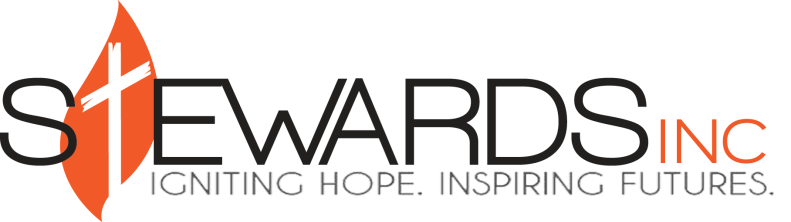 STEWARDS INC
IGNITING HOPE. INSPIRING FUTURES.